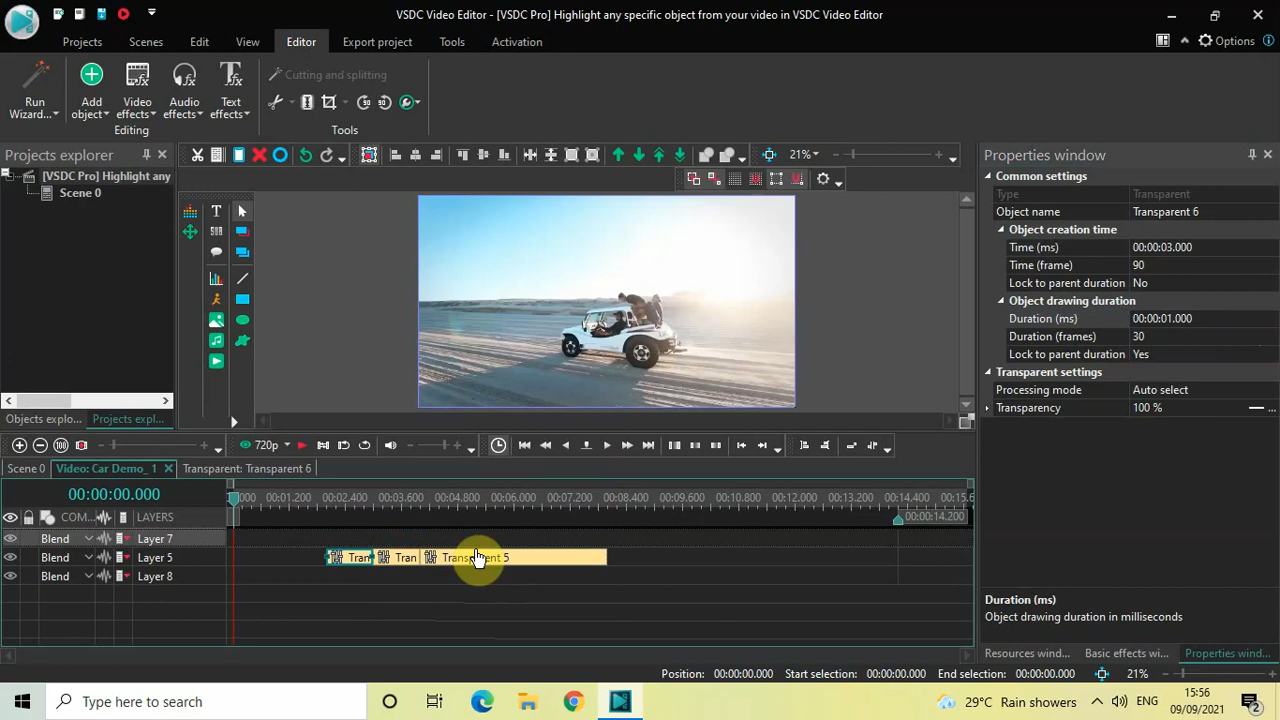 VSDC Video Editor - [VSDC Pro] Highlight any specific object from your video in VSDC Video Editor
Projects Scenes Edit View Editor Export project Tools Activation
Options
Run Wizard...
Add object
Video effects
Audio effects
Text effects
Cutting and splitting
Editing
Tools
Projects explorer
[VSDC Pro] Highlight any
Scene 0
Objects explo... Projects expl...
21%
Properties window
Common settings
Type Transparent
Object name Transparent 6
Object creation time
Time (ms) 00:00:03.000
Time (frame) 90
Lock to parent duration No
Object drawing duration
Duration (ms) 00:00:01.000
Duration (frames) 30
Lock to parent duration Yes
Transparent settings
Processing mode Auto select
Transparency 100 % ...
720p
Scene 0 Video: Car Demo_ 1 Transparent: Transparent 6
00:00:00.000
000 00:01.200 00:02.400 00:03.600 00:04.800 00:06.000 00:07.200 00:08.400 00:09.600 00:10.800 00:12.000 00:13.200 00:14.400 00:15.6
00:00:14.200
COM... LAYERS
Blend Layer 7
Blend Layer 5 Tran Tran Transparent 5
Blend Layer 8
Duration (ms)
Object drawing duration in milliseconds
Resources wind... Basic effects wi... Properties wind...
Position: 00:00:00.000 Start selection: 00:00:00.000 End selection: 00:00:00.000 21%
Type here to search
29°C Rain showers
ENG
15:56
09/09/2021
2